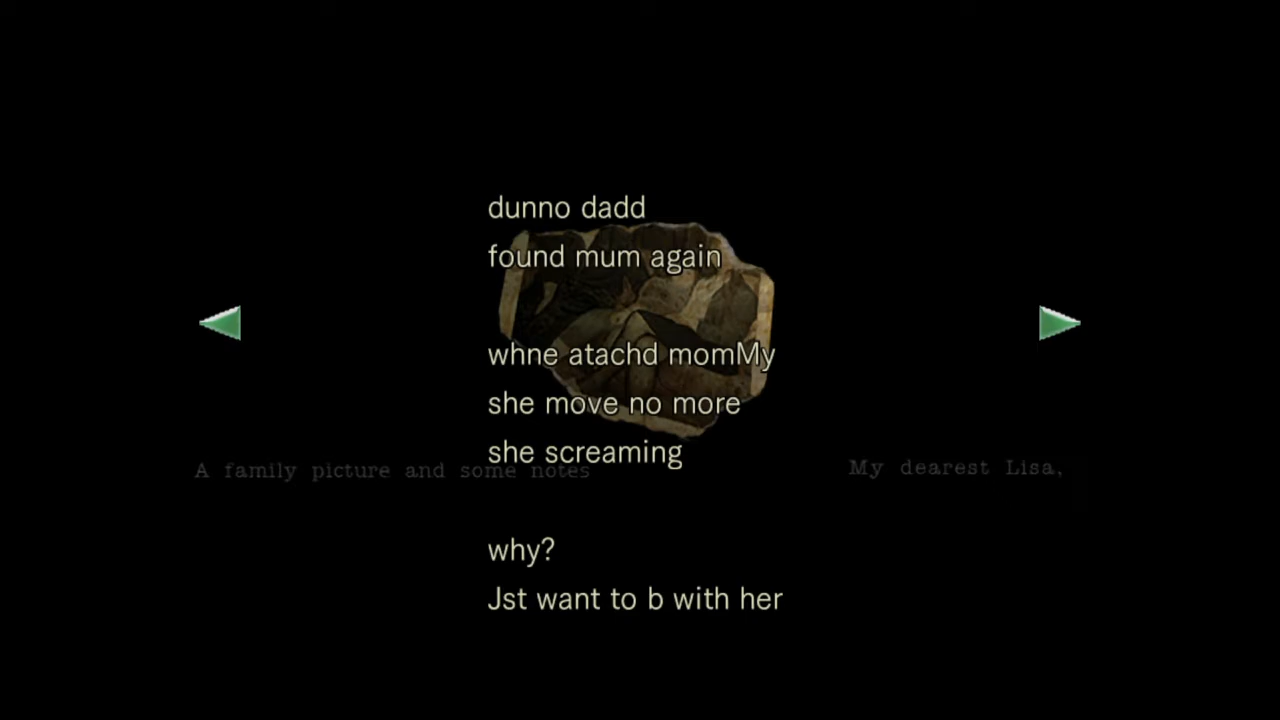 dunno dadd
found mum again
whne atachd momMy
she move no more
she screaming
A family picture and some notes
My dearest Lisa,
why?
Jst want to b with her